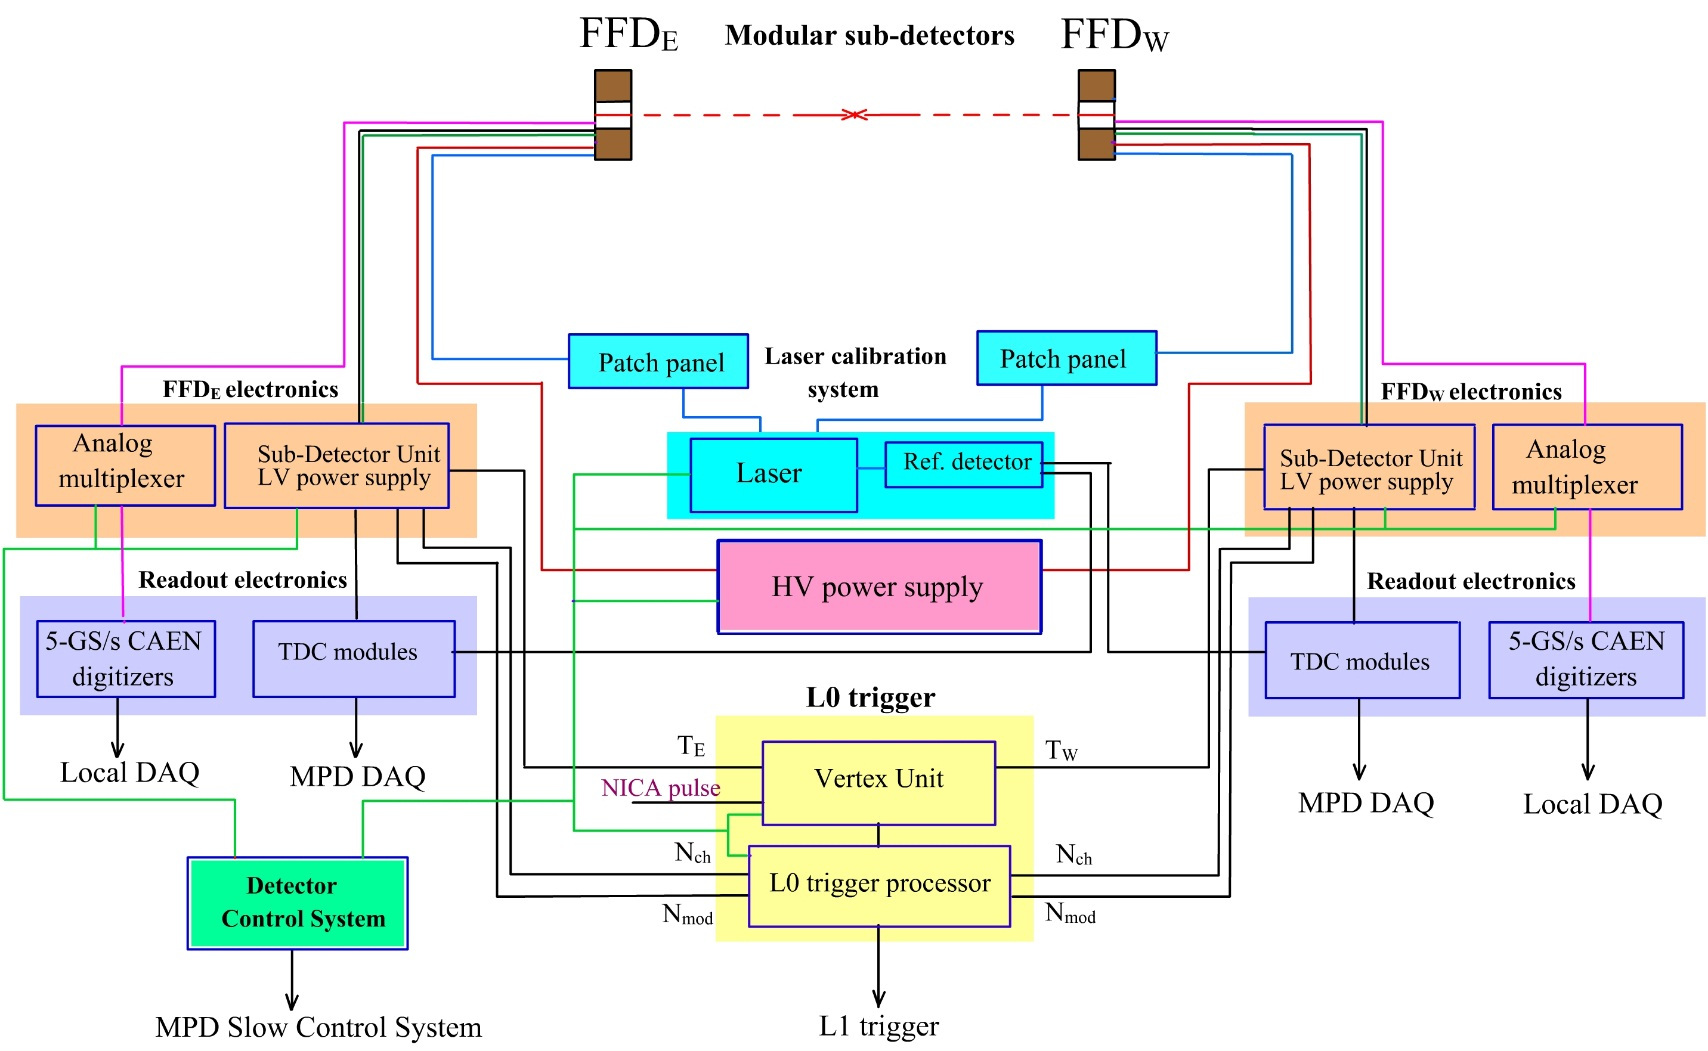 FFDE
Modular sub-detectors
FFDW
Patch panel
Laser calibration
system
Patch panel
FFDE electronics
FFDW electronics
Analog
multiplexer
Sub-Detector Unit
LV power supply
Laser
Ref. detector
Sub-Detector Unit
LV power supply
Analog
multiplexer
Readout electronics
HV power supply
Readout electronics
5-GS/s CAEN
digitizers
TDC modules
TDC modules
5-GS/s CAEN
digitizers
L0 trigger
Local DAQ
MPD DAQ
TE
TW
NICA pulse
Vertex Unit
MPD DAQ
Local DAQ
Nch
Nch
L0 trigger processor
Nmod
Nmod
Detector
Control System
MPD Slow Control System
L1 trigger